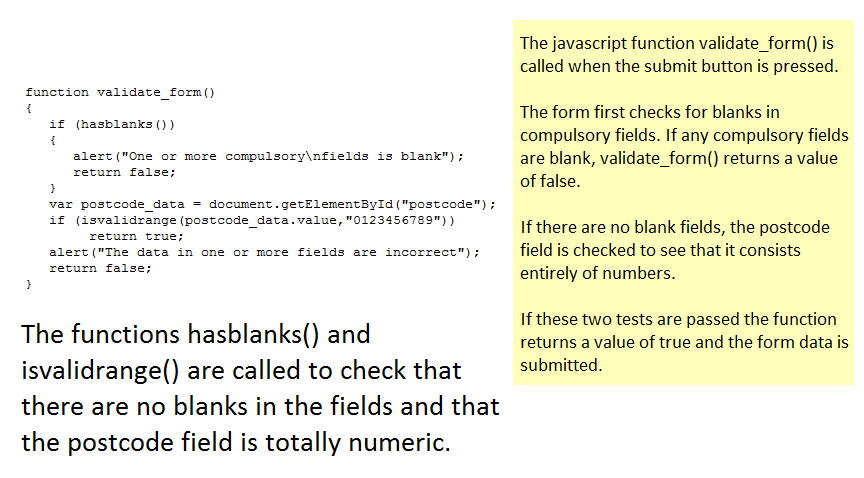 function validate_form()
{
if (hasblanks())
{
alert("One or more compulsory\nfields is blank");
return false;
}
var postcode_data = document.getElementById("postcode");
if (isvalidrange(postcode_data.value,"0123456789"))
return true;
alert("The data in one or more fields are incorrect");
return false;
}
The functions hasblanks() and
isvalidrange() are called to check that
there are no blanks in the fields and that
the postcode field is totally numeric.
The javascript function validate_form() is
called when the submit button is pressed.
The form first checks for blanks in
compulsory fields. If any compulsory fields
are blank, validate_form() returns a value
of false.
If there are no blank fields, the postcode
field is checked to see that it consists
entirely of numbers.
If these two tests are passed the function
returns a value of true and the form data is
submitted.